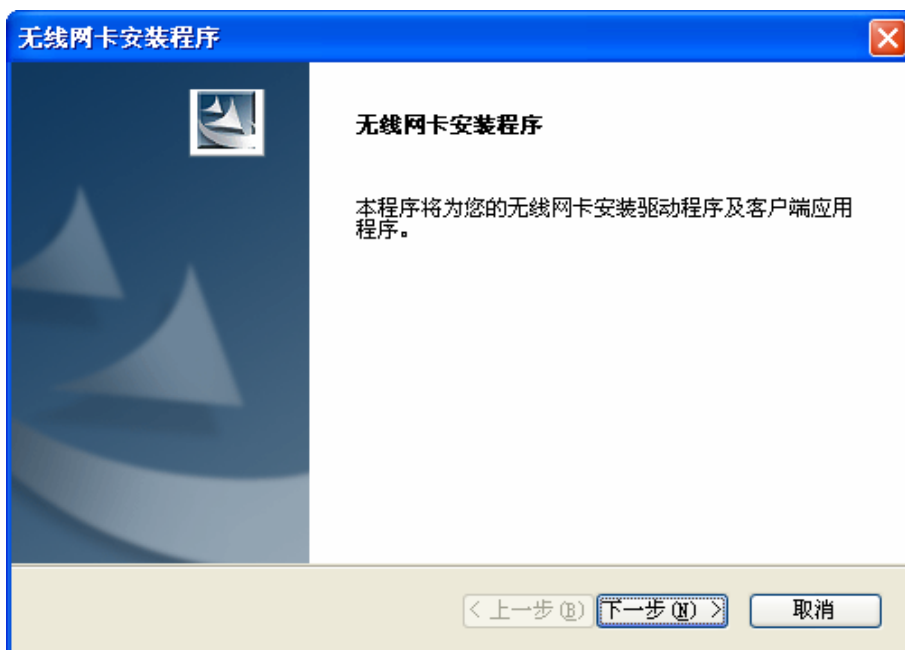 无线网卡安装程序
无线网卡安装程序
本程序将为您的无线网卡安装驱动程序及客户端应用
程序。
< 上一步(B) 下一步(N) > 取消